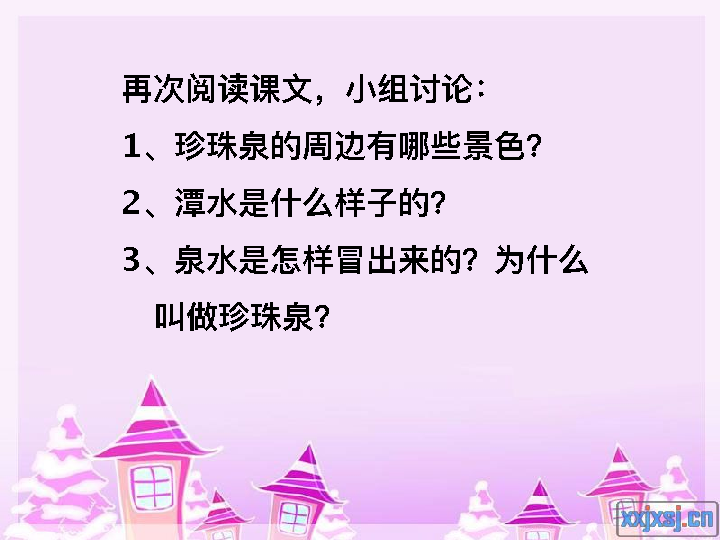 再次阅读课文，小组讨论：
1、珍珠泉的周边有哪些景色？
2、潭水是什么样子的？
3、泉水是怎样冒出来的？为什么
叫做珍珠泉？
xxjxsj.cn